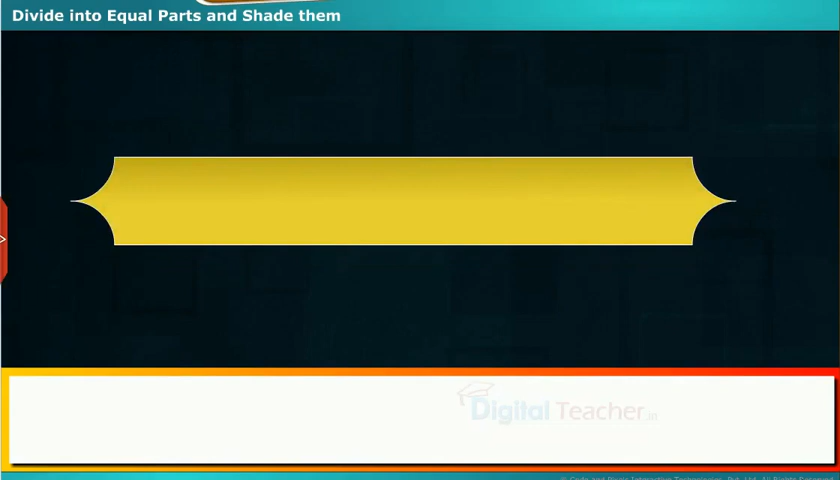 Divide into Equal Parts and Shade them
Digital Teacher.in